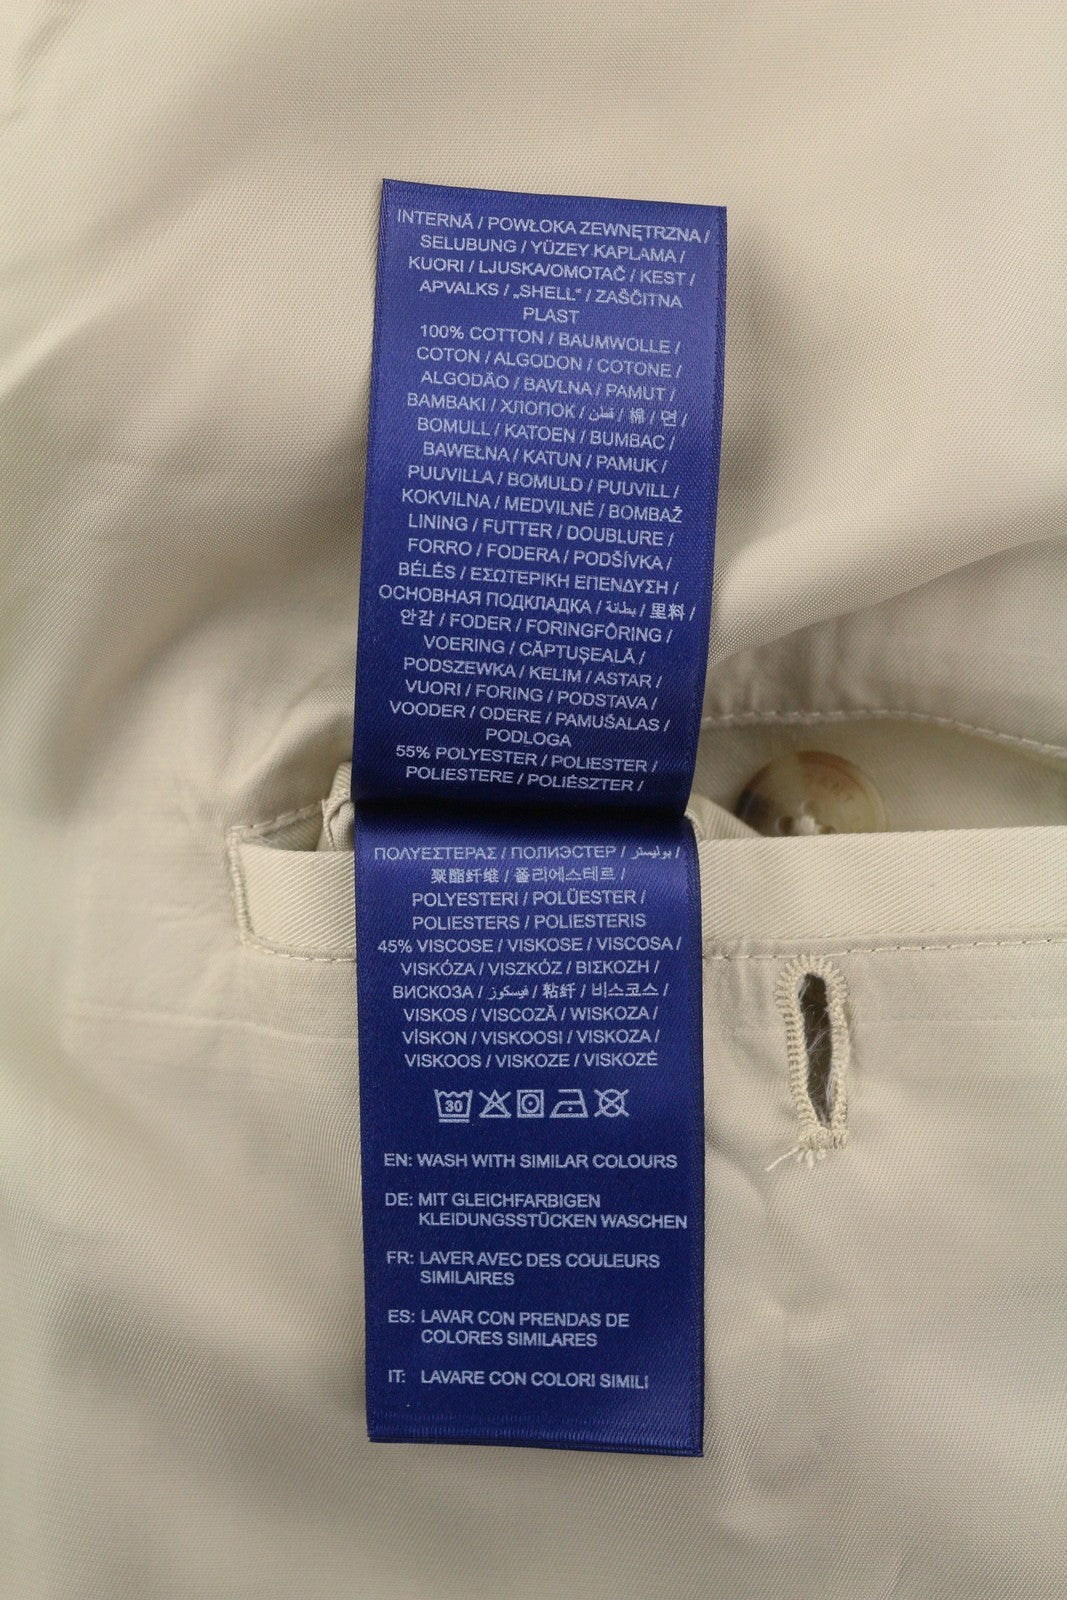 INTERNĂ / POWŁOKA ZEWNĘTRZNA /
SELUBUNG / YÜZEY KAPLAMA /
KUORI / LJUSKA/OMOTAČ / KEST /
APVALKS / „SHELL“ / ZAŠČITNA
PLAST
100% COTTON / BAUMWOLLE /
COTON / ALGODON / COTONE /
ALGODÃO / BAVLNA / PAMUT /
BAMBAKI / ХЛОПОК / قطن / 棉 / 면 /
BOMULL / KATOEN / BUMBAC /
BAWEŁNA / KATUN / PAMUK /
PUUVILLA / BOMULD / PUUVILL /
KOKVILNA / MEDVILNĖ / BOMBAŽ
LINING / FUTTER / DOUBLURE /
FORRO / FODERA / PODŠÍVKA /
BÉLÉS / ΕΣΩΤΕΡΙΚΗ ΕΠΕΝΔΥΣΗ /
ОСНОВНАЯ ПОДКЛАДКА / بطانة / 里料 /
안감 / FODER / FORINGFÔRING /
VOERING / CĂPTUȘEALĂ /
PODSZEWKA / KELIM / ASTAR /
VUORI / FORING / PODSTAVA /
VOODER / ODERE / PAMUŠALAS /
PODLOGA
55% POLYESTER / POLIESTER /
POLIESTERE / POLIÉSZTER /
ΠΟΛΥΕΣΤΕΡΑΣ / ПОЛИЭСТЕР / بوليستر /
聚酯纤维 / 폴리에스테르 /
POLYESTERI / POLÜESTER /
POLIESTERS / POLIESTERIS
45% VISCOSE / VISKOSE / VISCOSA /
VISKÓZA / VISZKÓZ / ΒΙΣΚΟΖΗ /
ВИСКОЗА / فيسكوز / 粘纤 / 비스코스 /
VISKOS / VISCOZĂ / WISKOZA /
VÍSKON / VISKOOSI / VISKOZA /
VISKOOS / VISKOZE / VISKOZĖ
30
EN: WASH WITH SIMILAR COLOURS
DE: MIT GLEICHFARBIGEN
KLEIDUNGSSTÜCKEN WASCHEN
FR: LAVER AVEC DES COULEURS
SIMILAIRES
ES: LAVAR CON PRENDAS DE
COLORES SIMILARES
IT: LAVARE CON COLORI SIMILI